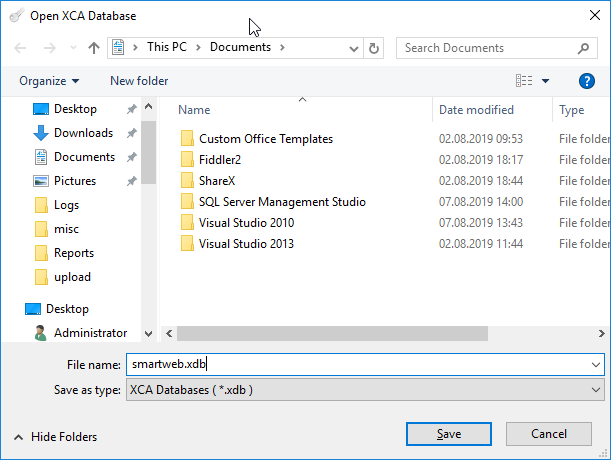 Open XCA Database
This PC > Documents >
Search Documents
Organize
New folder
?
Name
Date modified
Type
Desktop
Downloads
Documents
Pictures
Logs
misc
Reports
upload
Desktop
Administrator
Custom Office Templates 02.08.2019 09:53 File folder
Fiddler2 02.08.2019 18:17 File folder
ShareX 02.08.2019 18:44 File folder
SQL Server Management Studio 07.08.2019 14:00 File folder
Visual Studio 2010 07.08.2019 13:43 File folder
Visual Studio 2013 02.08.2019 11:44 File folder
File name: smartweb.xdb
Save as type: XCA Databases ( *.xdb )
Hide Folders
Save
Cancel